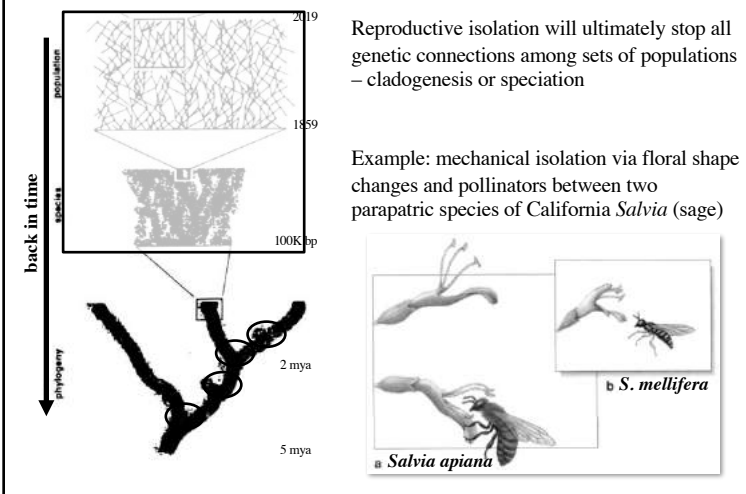 2019
population
1859
species
100K bp
back in time
2 mya
phylogeny
5 mya
Reproductive isolation will ultimately stop all
genetic connections among sets of populations
– cladogenesis or speciation
Example: mechanical isolation via floral shape
changes and pollinators between two
parapatric species of California Salvia (sage)
b S. mellifera
a Salvia apiana